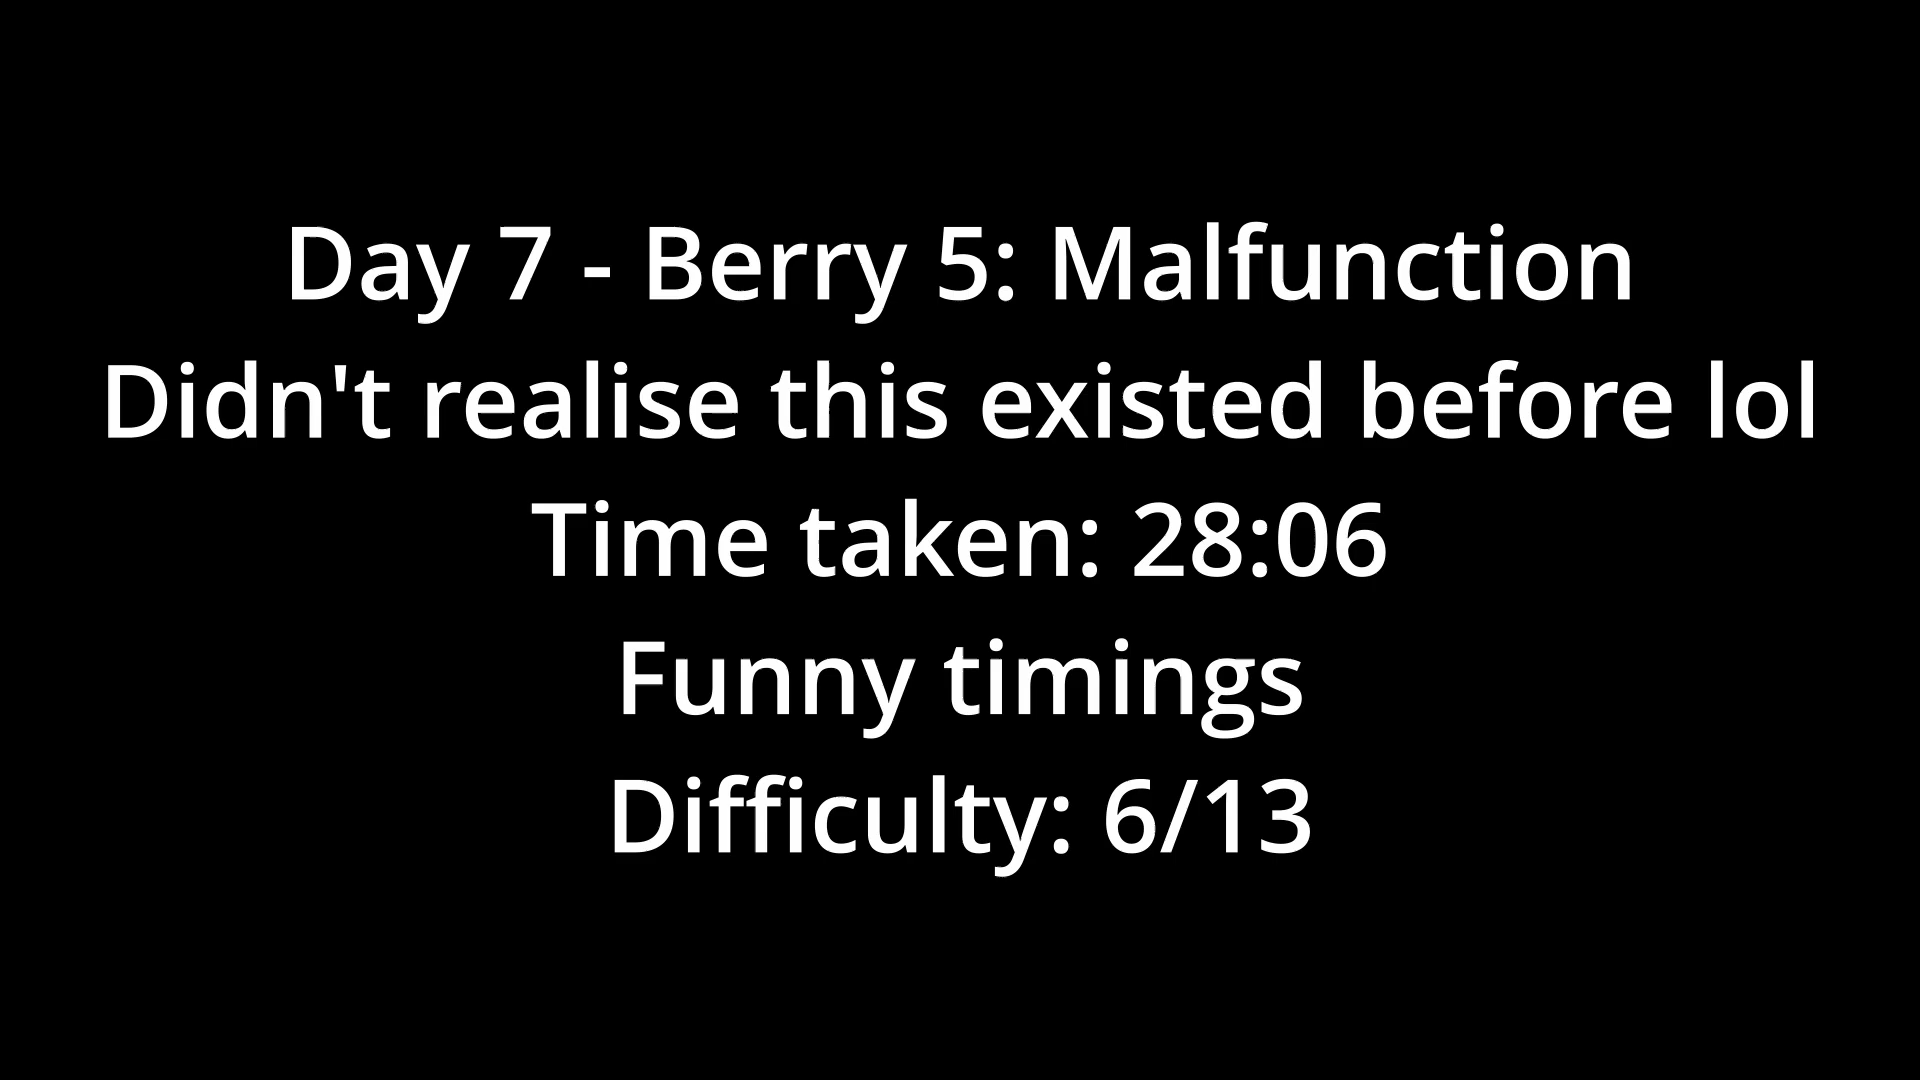 Day 7 - Berry 5: Malfunction
Didn't realise this existed before lol
Time taken: 28:06
Funny timings
Difficulty: 6/13